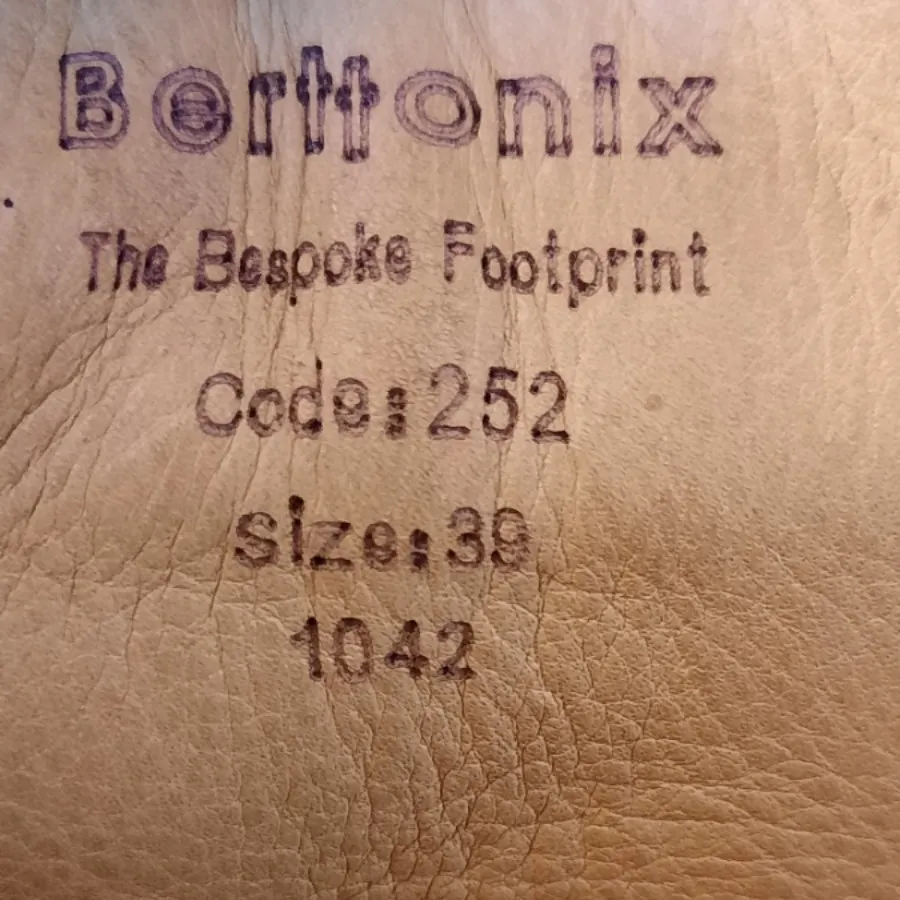 Berttonix
The Bespoke Footprint
Code:252
size:39
1042